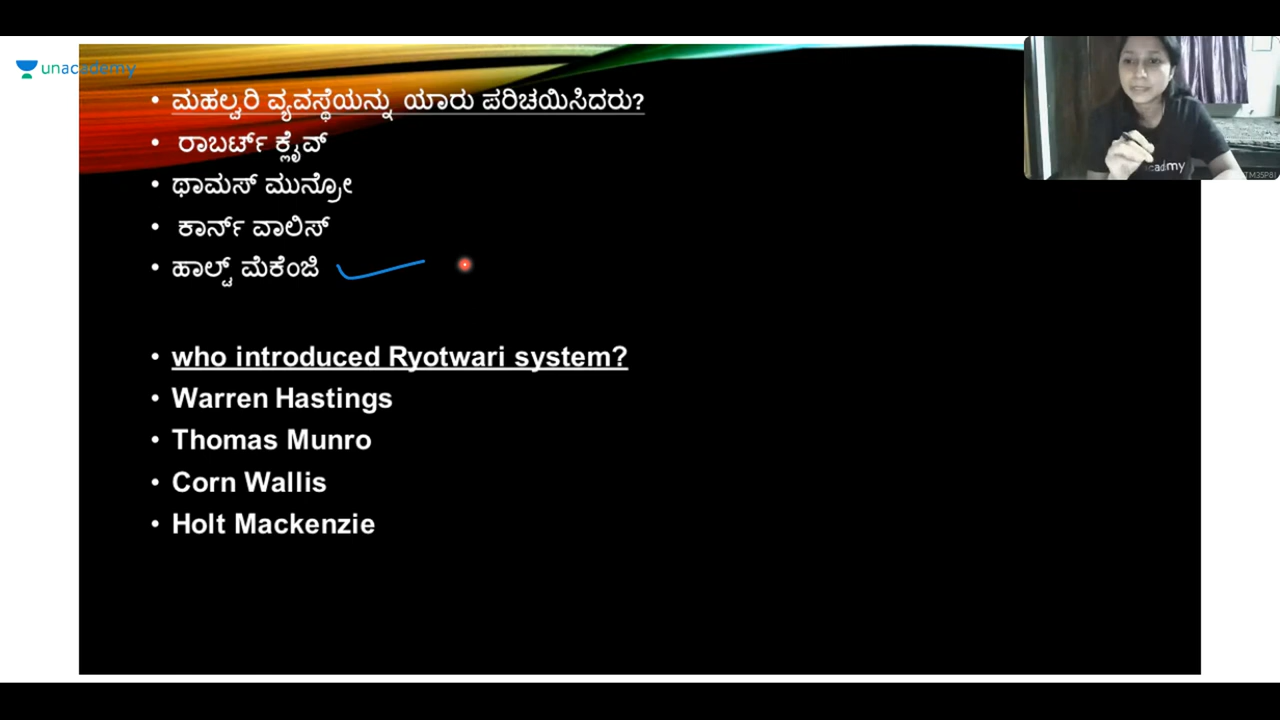 unacademy
• ಮಹಲ್ವರಿ ವ್ಯವಸ್ಥೆಯನ್ನು ಯಾರು ಪರಿಚಯಿಸಿದರು?
• ರಾಬರ್ಟ್ ಕ್ಲೈವ್
• ಥಾಮಸ್ ಮುನ್ರೋ
• ಕಾರ್ನ್ ವಾಲಿಸ್
• ಹಾಲ್ಟ್ ಮೆಕೆಂಜಿ
• who introduced Ryotwari system?
• Warren Hastings
• Thomas Munro
• Corn Wallis
• Holt Mackenzie